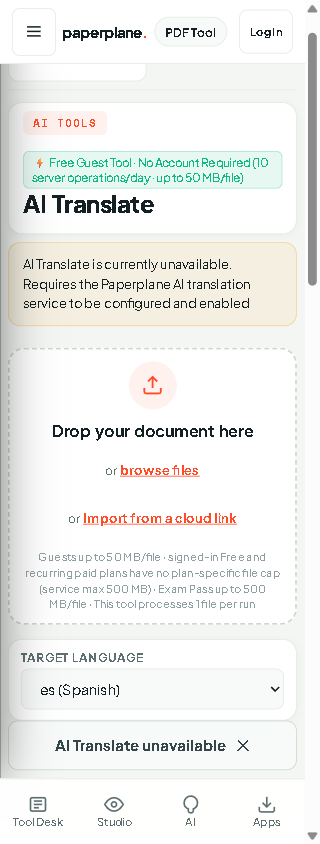 paperplane.
PDF Tool
Log In
AI TOOLS
Free Guest Tool · No Account Required (10
server operations/day · up to 50 MB/file)
AI Translate
AI Translate is currently unavailable.
Requires the Paperplane AI translation
service to be configured and enabled
Drop your document here
or browse files
or Import from a cloud link
Guests up to 50 MB/file · signed-in Free and
recurring paid plans have no plan-specific file cap
(service max 500 MB) · Exam Pass up to 500
MB/file · This tool processes 1 file per run
TARGET LANGUAGE
es (Spanish)
AI Translate unavailable
Tool Desk
Studio
AI
Apps